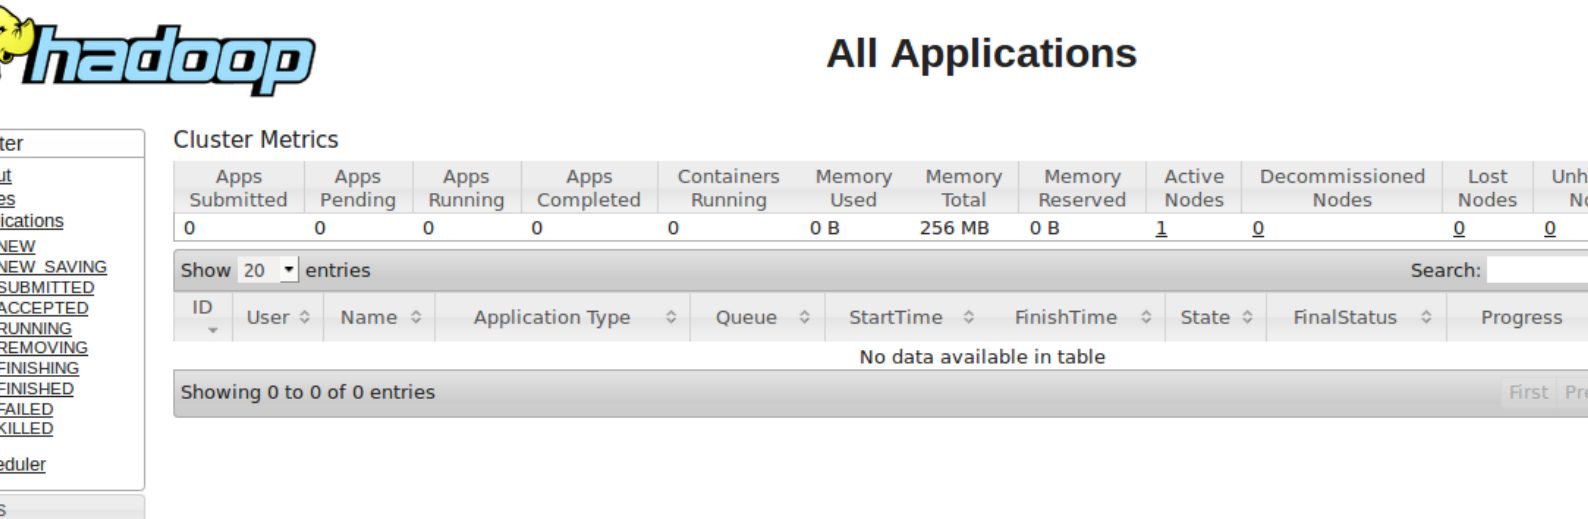 hadoop
All Applications
ter
ut
es
ications
NEW
NEW_SAVING
SUBMITTED
ACCEPTED
RUNNING
REMOVING
FINISHING
FINISHED
FAILED
KILLED
eduler
s
Cluster Metrics
Apps Submitted Apps Pending Apps Running Apps Completed Containers Running Memory Used Memory Total Memory Reserved Active Nodes Decommissioned Nodes Lost Nodes Unh No
0 0 0 0 0 0 B 256 MB 0 B 1 0 0 0
Show 20 entries Search:
ID User Name Application Type Queue StartTime FinishTime State FinalStatus Progress
No data available in table
Showing 0 to 0 of 0 entries First Pre